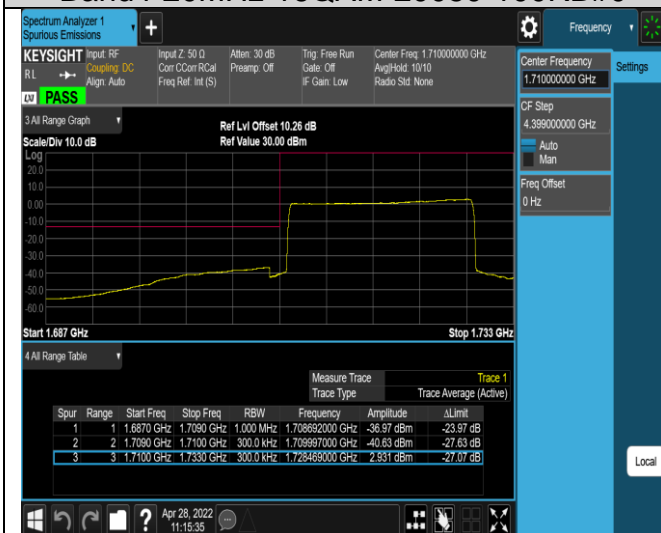 Spectrum Analyzer 1
Spurious Emissions
Frequency
KEYSIGHT
Input: RF
Coupling: DC
Align: Auto
Input Z: 50 Ω
Corr CCorr RCal
Freq Ref: Int (S)
Atten: 30 dB
Preamp: Off
Trig: Free Run
Gate: Off
IF Gain: Low
Center Freq: 1.710000000 GHz
Avg|Hold: 10/10
Radio Std: None
RL
LXI PASS
Center Frequency
1.710000000 GHz
Settings
CF Step
4.399000000 GHz
Auto
Man
Freq Offset
0 Hz
3 All Range Graph
Scale/Div 10.0 dB
Ref Lvl Offset 10.26 dB
Ref Value 30.00 dBm
Log
20.0
10.0
0.00
-10.0
-20.0
-30.0
-40.0
-50.0
-60.0
Start 1.687 GHz
Stop 1.733 GHz
4 All Range Table
Measure Trace Trace 1
Trace Type Trace Average (Active)
Spur Range Start Freq Stop Freq RBW Frequency Amplitude ΔLimit
1 1 1.6870 GHz 1.7090 GHz 1.000 MHz 1.708692000 GHz -36.97 dBm -23.97 dB
2 2 1.7090 GHz 1.7100 GHz 300.0 kHz 1.709997000 GHz -40.63 dBm -27.63 dB
3 3 1.7100 GHz 1.7330 GHz 300.0 kHz 1.728469000 GHz 2.931 dBm -27.07 dB
Local
Apr 28, 2022
11:15:35